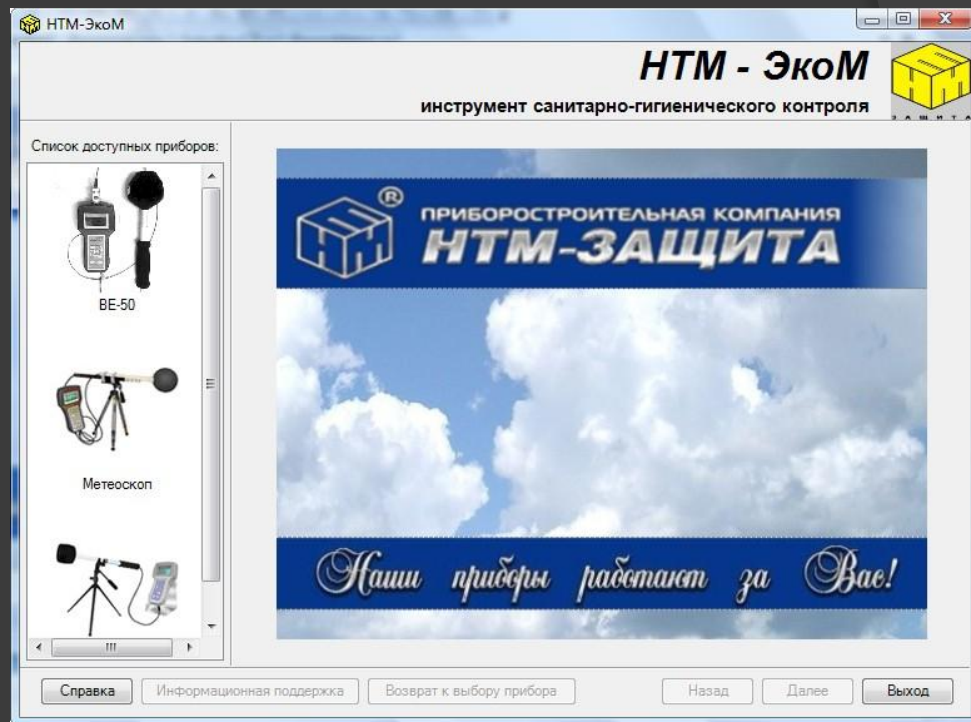 НТМ-ЭкоМ
НТМ - ЭкоМ
инструмент санитарно-гигиенического контроля
ЗАЩИТА
Список доступных приборов:
ВЕ-50
Метеоскоп
®
ПРИБОРОСТРОИТЕЛЬНАЯ КОМПАНИЯ
НТМ-ЗАЩИТА
Наши приборы работают за Вас!
Справка
Информационная поддержка
Возврат к выбору прибора
Назад
Далее
Выход